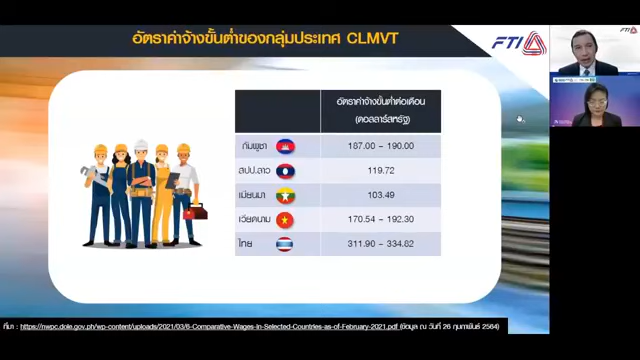 อัตราค่าจ้างขั้นต่ำของกลุ่มประเทศ CLMVT
FTI
อัตราค่าจ้างขั้นต่ำต่อเดือน
(ดอลลาร์สหรัฐ)
กัมพูชา 187.00 - 190.00
สปป.ลาว 119.72
เมียนมา 103.49
เวียดนาม 170.54 - 192.30
ไทย 311.90 - 334.82
ที่มา : https://nwpc.dole.gov.ph/wp-content/uploads/2021/03/6-Comparative-Wages-in-Selected-Countries-as-of-February-2021.pdf (ข้อมูล ณ วันที่ 26 กุมภาพันธ์ 2564)
FTI